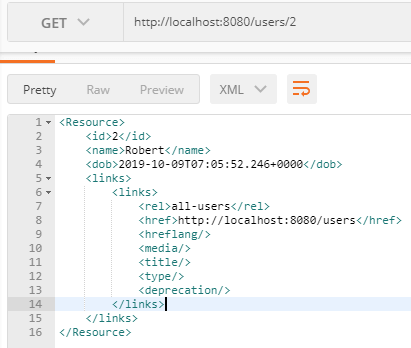 GET http://localhost:8080/users/2
Pretty Raw Preview XML
1 <Resource>
2 <id>2</id>
3 <name>Robert</name>
4 <dob>2019-10-09T07:05:52.246+0000</dob>
5 <links>
6 <links>
7 <rel>all-users</rel>
8 <href>http://localhost:8080/users</href>
9 <hreflang/>
10 <media/>
11 <title/>
12 <type/>
13 <deprecation/>
14 </links>
15 </links>
16 </Resource>